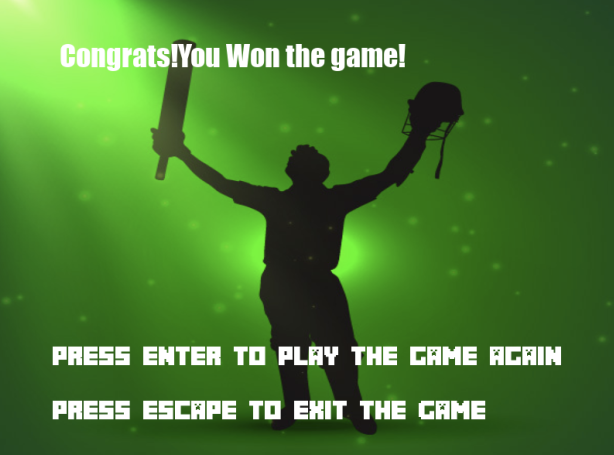 Congrats!You Won the game!
PRESS ENTER TO PLAY THE GAME AGAIN
PRESS ESCAPE TO EXIT THE GAME